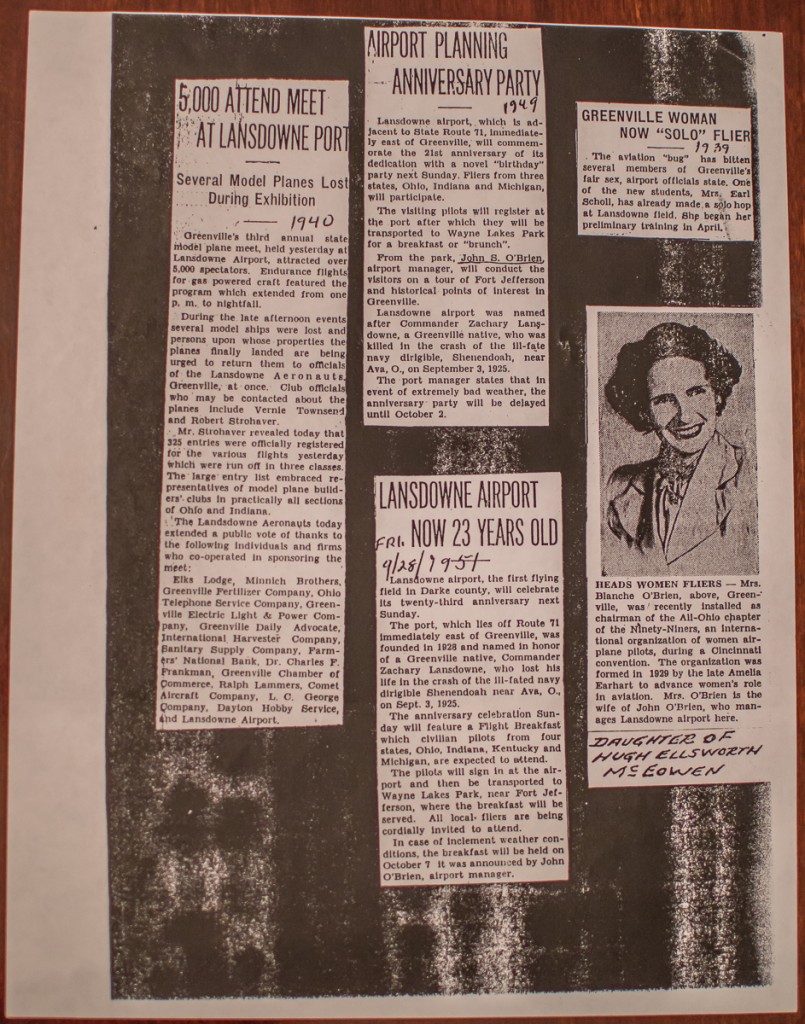 5,000 ATTEND MEET
AT LANSDOWNE PORT
Several Model Planes Lost
During Exhibition
1940
Greenville's third annual state
model plane meet, held yesterday at
Lansdowne Airport, attracted over
5,000 spectators. Endurance flights
for gas powered craft featured the
program which extended from one
p. m. to nightfall.
During the late afternoon events
several model ships were lost and
persons upon whose properties the
planes finally landed are being
urged to return them to officials
of the Lansdowne Aeronauts,
Greenville, at once. Club officials
who may be contacted about the
planes include Vernie Townsend
and Robert Strohaver.
Mr. Strohaver revealed today that
325 entries were officially registered
for the various flights yesterday
which were run off in three classes.
The large entry list embraced re-
presentatives of model plane build-
ers' clubs in practically all sections
of Ohio and Indiana.
The Landsdowne Aeronauts today
extended a public vote of thanks to
the following individuals and firms
who co-operated in sponsoring the
meet:
Elks Lodge, Minnich Brothers,
Greenville Fertilizer Company, Ohio
Telephone Service Company, Green-
ville Electric Light & Power Com-
pany, Greenville Daily Advocate,
International Harvester Company,
Sanitary Supply Company, Farm-
ers' National Bank, Dr. Charles F.
Frankman, Greenville Chamber of
Commerce, Ralph Lammers, Comet
Aircraft Company, L. C. George
Company, Dayton Hobby Service,
and Lansdowne Airport.
AIRPORT PLANNING
ANNIVERSARY PARTY
1949
Lansdowne airport, which is ad-
jacent to State Route 71, immediate-
ly east of Greenville, will commem-
orate the 21st anniversary of its
dedication with a novel "birthday"
party next Sunday. Fliers from three
states, Ohio, Indiana and Michigan,
will participate.
The visiting pilots will register at
the port after which they will be
transported to Wayne Lakes Park
for a breakfast or "brunch".
From the park, John S. O'Brien,
airport manager, will conduct the
visitors on a tour of Fort Jefferson
and historical points of interest in
Greenville.
Lansdowne airport was named
after Commander Zachary Lans-
downe, a Greenville native, who was
killed in the crash of the ill-fate
navy dirigible, Shenendoah, near
Ava, O., on September 3, 1925.
The port manager states that in
event of extremely bad weather, the
anniversary party will be delayed
until October 2.
LANSDOWNE AIRPORT
FRI. NOW 23 YEARS OLD
9/28/1951
Lansdowne airport, the first flying
field in Darke county, will celebrate
its twenty-third anniversary next
Sunday.
The port, which lies off Route 71
immediately east of Greenville, was
founded in 1928 and named in honor
of a Greenville native, Commander
Zachary Lansdowne, who lost his
life in the crash of the ill-fated navy
dirigible Shenendoah near Ava, O.,
on Sept. 3, 1925.
The anniversary celebration Sun-
day will feature a Flight Breakfast
which civilian pilots from four
states, Ohio, Indiana, Kentucky and
Michigan, are expected to attend.
The pilots will sign in at the air-
port and then be transported to
Wayne Lakes Park, near Fort Jef-
ferson, where the breakfast will be
served. All local fliers are being
cordially invited to attend.
In case of inclement weather con-
ditions, the breakfast will be held on
October 7 it was announced by John
O'Brien, airport manager.
GREENVILLE WOMAN
NOW "SOLO" FLIER
1939
The aviation "bug" has bitten
several members of Greenville's
fair sex, airport officials state. One
of the new students, Mrs. Earl
Scholl, has already made a solo hop
at Lansdowne field. She began her
preliminary training in April.
HEADS WOMEN FLIERS — Mrs.
Blanche O'Brien, above, Green-
ville, was recently installed as
chairman of the All-Ohio chapter
of the Ninety-Niners, an interna-
tional organization of women air-
plane pilots, during a Cincinnati
convention. The organization was
formed in 1929 by the late Amelia
Earhart to advance women's role
in aviation. Mrs. O'Brien is the
wife of John O'Brien, who man-
ages Lansdowne airport here.
DAUGHTER OF
HUGH ELLSWORTH
McEOWEN